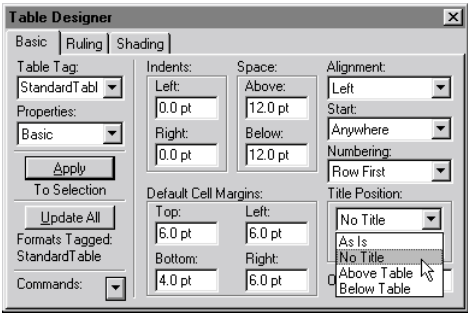 Table Designer
Basic
Ruling
Shading
Table Tag:
StandardTabl
Properties:
Basic
Apply
To Selection
Update All
Formats Tagged:
StandardTable
Commands:
Indents:
Left:
0.0 pt
Right:
0.0 pt
Space:
Above:
12.0 pt
Below:
12.0 pt
Default Cell Margins:
Top:
6.0 pt
Left:
6.0 pt
Bottom:
4.0 pt
Right:
6.0 pt
Alignment:
Left
Start:
Anywhere
Numbering:
Row First
Title Position:
No Title
As Is
No Title
Above Table
Below Table